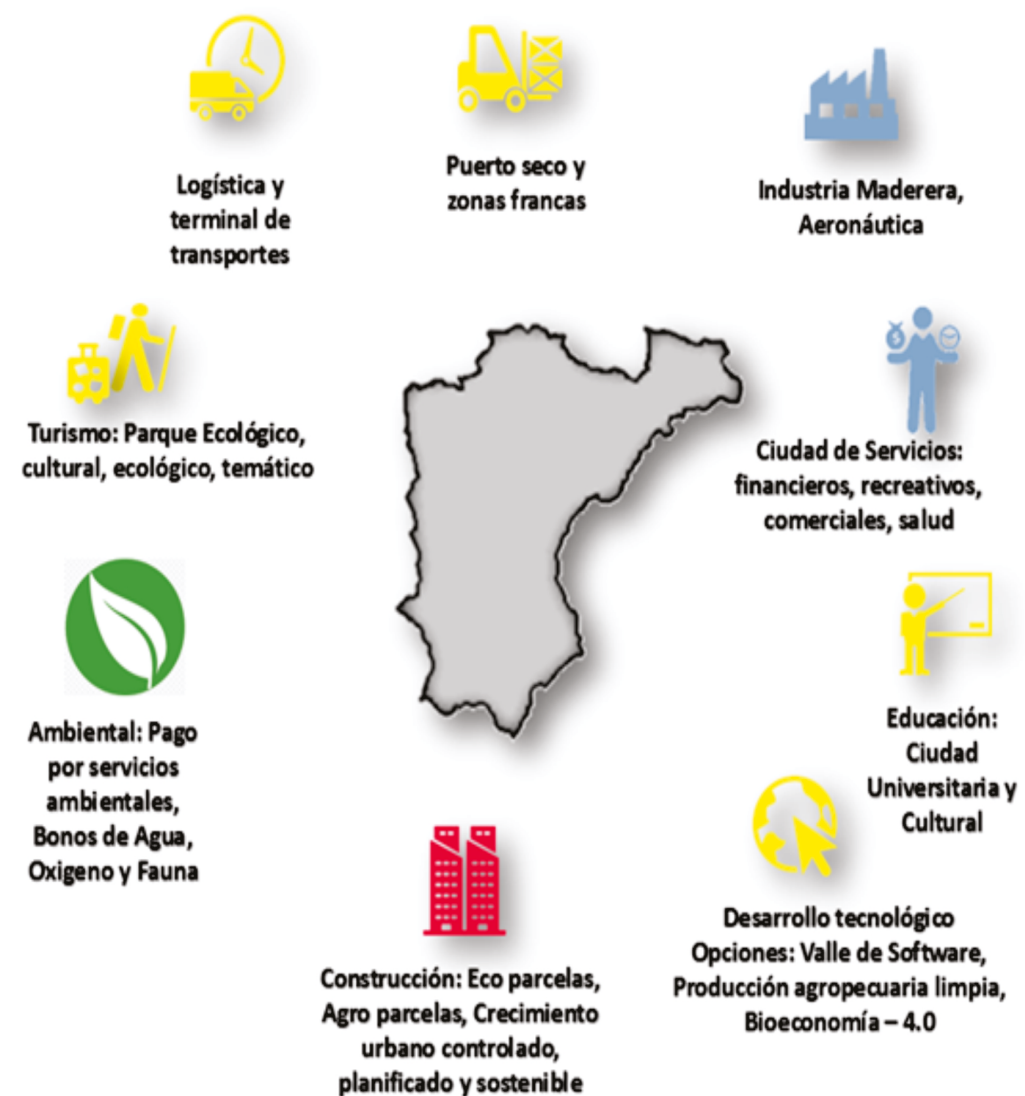 Logística y
terminal de
transportes
Puerto seco y
zonas francas
Industria Maderera,
Aeronáutica
Turismo: Parque Ecológico,
cultural, ecológico, temático
Ciudad de Servicios:
financieros, recreativos,
comerciales, salud
Ambiental: Pago
por servicios
ambientales,
Bonos de Agua,
Oxigeno y Fauna
Educación:
Ciudad
Universitaria y
Cultural
Construcción: Eco parcelas,
Agro parcelas, Crecimiento
urbano controlado,
planificado y sostenible
Desarrollo tecnológico
Opciones: Valle de Software,
Producción agropecuaria limpia,
Bioeconomía – 4.0